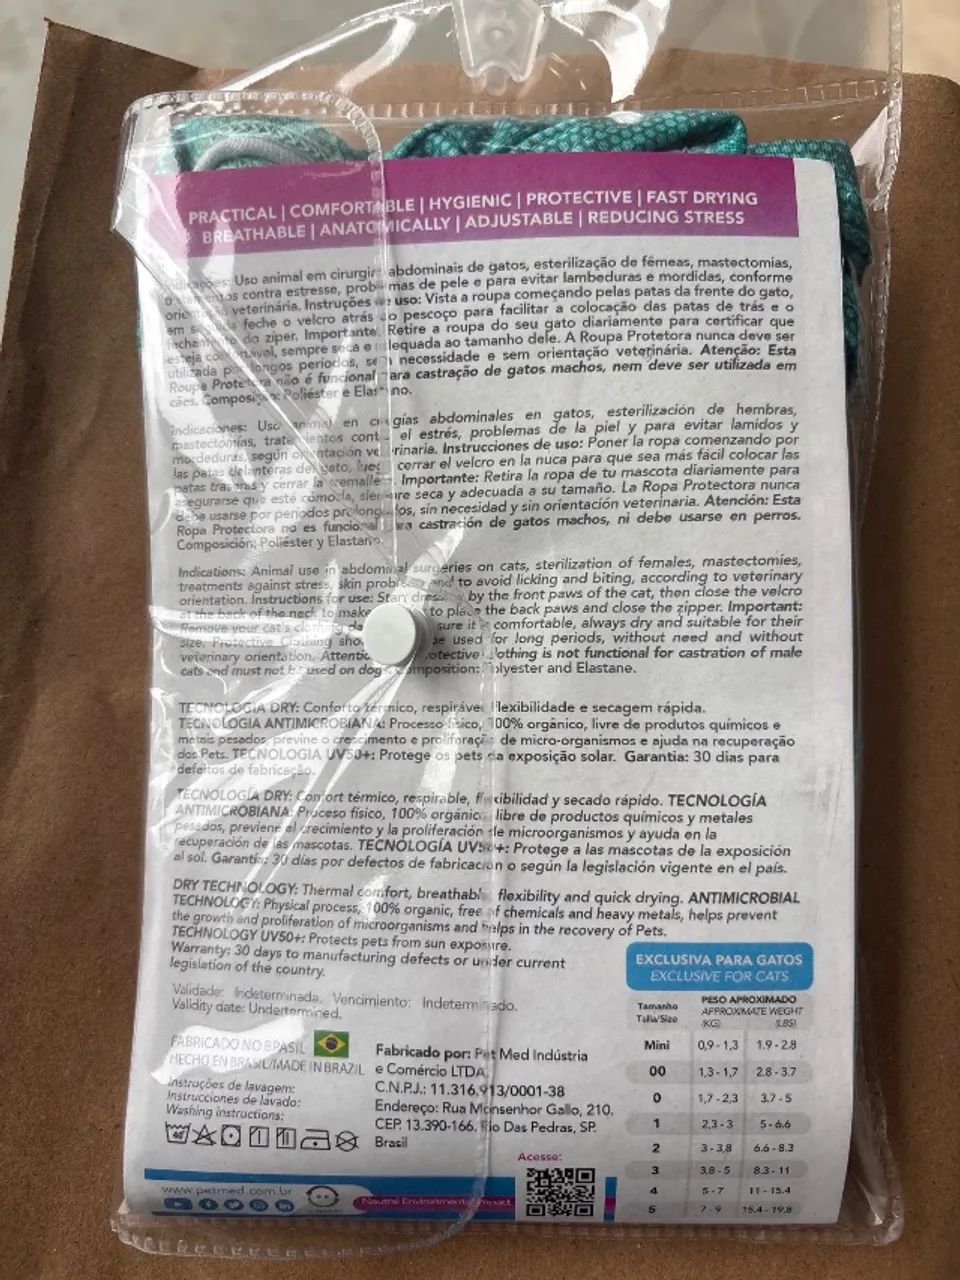 PRACTICAL | COMFORTABLE | HYGIENIC | PROTECTIVE | FAST DRYING
BREATHABLE | ANATOMICALLY | ADJUSTABLE | REDUCING STRESS
Indicações: Uso animal em cirurgias abdominais de gatos, esterilização de fêmeas, mastectomias,
contra estresse, problemas de pele e para evitar lambeduras e mordidas, conforme
orientação veterinária. Instruções de uso: Vista a roupa começando pelas patas da frente do gato,
em seguida feche o velcro atrás do pescoço para facilitar a colocação das patas de trás e o
fechamento do ziper. Importante: Retire a roupa do seu gato diariamente para certificar que
esteja confortável, sempre seca e adequada ao tamanho dele. A Roupa Protetora nunca deve ser
utilizada por longos períodos, sem necessidade e sem orientação veterinária. Atenção: Esta
Roupa Protetora não é funcional para castração de gatos machos, nem deve ser utilizada em
cães. Composição: Poliéster e Elastano.
Indicaciones: Uso animal en cirugías abdominales en gatos, esterilización de hembras,
mastectomías, tratamientos contra el estrés, problemas de la piel y para evitar lamidos y
mordeduras, según orientación veterinaria. Instrucciones de uso: Poner la ropa comenzando por
las patas delanteras del gato, luego cerrar el velcro en la nuca para que sea más fácil colocar las
patas traseras y cerrar la cremallera. Importante: Retira la ropa de tu mascota diariamente para
asegurarse que esté cómoda, siempre seca y adecuada a su tamaño. La Ropa Protectora nunca
debe usarse por periodos prolongados, sin necesidad y sin orientación veterinaria. Atención: Esta
Ropa Protectora no es funcional para castración de gatos machos, ni debe usarse en perros.
Composición: Poliéster y Elastano.
Indications: Animal use in abdominal surgeries on cats, sterilization of females, mastectomies,
treatments against stress, skin problems and to avoid licking and biting, according to veterinary
orientation. Instructions for use: Start dressing by the front paws of the cat, then close the velcro
at the back of the neck to make to place the back paws and close the zipper. Important:
Remove your cat's clothing sure it is comfortable, always dry and suitable for their
size. Protective Clothing be used for long periods, without need and without
veterinary orientation. Attention Protective Clothing is not functional for castration of male
cats and must not be used on dogs. Composition: Polyester and Elastane.
TECNOLOGIA DRY: Conforto térmico, respirável, flexibilidade e secagem rápida.
TECNOLOGIA ANTIMICROBIANA: Processo físico, 100% orgânico, livre de produtos químicos e
metais pesados, previne o crescimento e proliferação de micro-organismos e ajuda na recuperação
dos Pets. TECNOLOGIA UV50+: Protege os pets da exposição solar. Garantia: 30 dias para
defeitos de fabricação.
TECNOLOGÍA DRY: Confort térmico, respirable, flexibilidad y secado rápido. TECNOLOGÍA
ANTIMICROBIANA: Proceso físico, 100% orgánico, libre de productos químicos y metales
pesados, previene el crecimiento y la proliferación de microorganismos y ayuda en la
recuperación de las mascotas. TECNOLOGÍA UV50+: Protege a las mascotas de la exposición
al sol. Garantía: 30 días por defectos de fabricación o según la legislación vigente en el país.
DRY TECHNOLOGY: Thermal comfort, breathable, flexibility and quick drying. ANTIMICROBIAL
TECHNOLOGY: Physical process, 100% organic, free of chemicals and heavy metals, helps prevent
the growth and proliferation of microorganisms and helps in the recovery of Pets.
TECHNOLOGY UV50+: Protects pets from sun exposure.
Warranty: 30 days to manufacturing defects or under current
legislation of the country.
Validade: Indeterminada. Vencimiento: Indeterminado.
Validity date: Undertermined.
FABRICADO NO BRASIL
HECHO EN BRASIL/MADE IN BRAZIL
Instruções de lavagem:
Instrucciones de lavado:
Washing instructions:
Fabricado por: Pet Med Indústria
e Comércio LTDA
C.N.P.J.: 11.316.913/0001-38
Endereço: Rua Monsenhor Gallo, 210.
CEP. 13.390-166. Rio Das Pedras, SP.
Brasil
Acesse:
www.petmed.com.br
Neutral Environmental Project
EXCLUSIVA PARA GATOS
EXCLUSIVE FOR CATS
Tamanho PESO APROXIMADO
Talla/Size APPROXIMATE WEIGHT
(KG) (LBS)
Mini 0,9 - 1,3 1.9 - 2.8
00 1,3 - 1,7 2.8 - 3.7
0 1,7 - 2,3 3.7 - 5
1 2,3 - 3 5 - 6.6
2 3 - 3,8 6.6 - 8.3
3 3,8 - 5 8.3 - 11
4 5 - 7 11 - 15.4
5 7 - 9 15.4 - 19.8